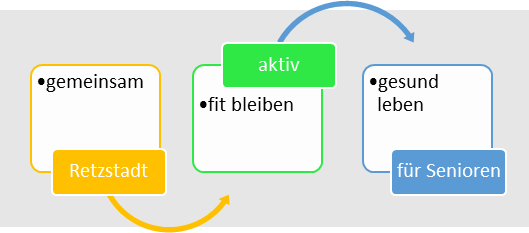 •gemeinsam
Retzstadt
aktiv
•fit bleiben
•gesund
leben
für Senioren